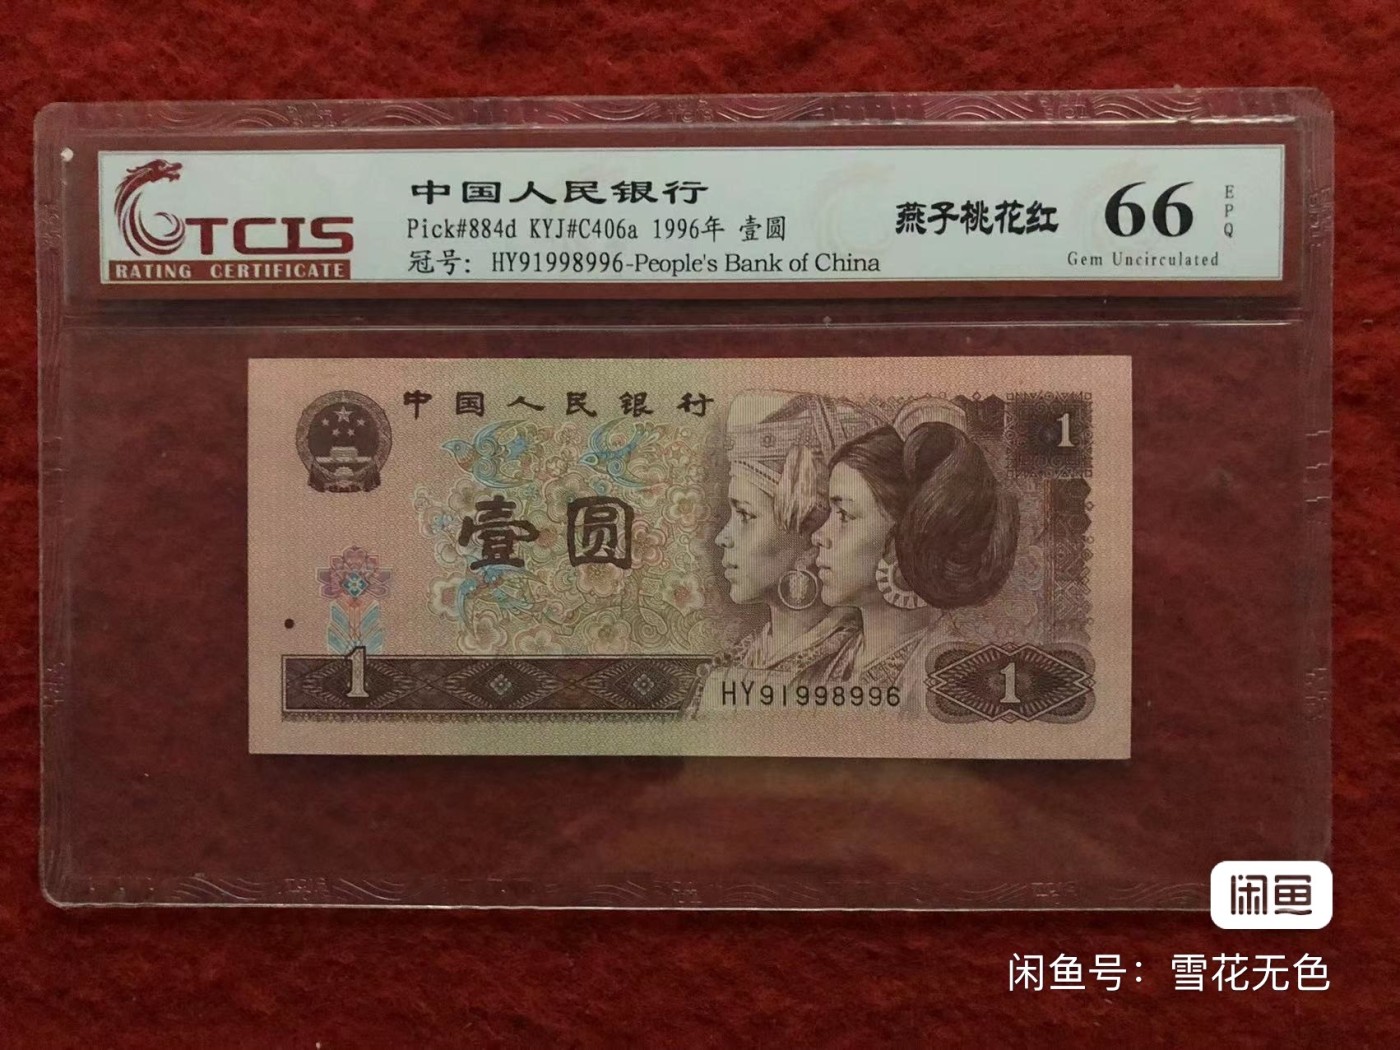 TCIS
RATING CERTIFICATE
中国人民银行
Pick#884d KYJ#C406a 1996年 壹圆
冠号: HY91998996-People's Bank of China
燕子桃花红
66
EPQ
Gem Uncirculated
中国人民银行
1
壹圆
1
HY91998996
1
闲鱼
闲鱼号：雪花无色